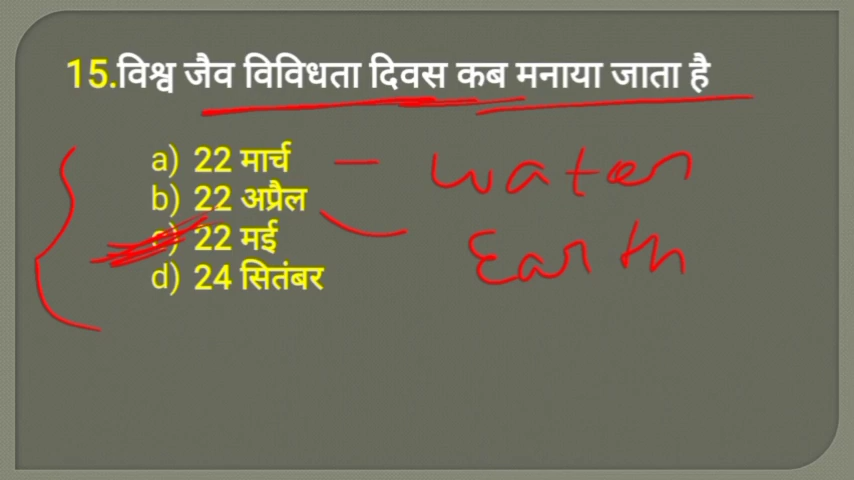 15.विश्व जैव विविधता दिवस कब मनाया जाता है
a) 22 मार्च – water
b) 22 अप्रैल – Earth
c) 22 मई
d) 24 सितंबर